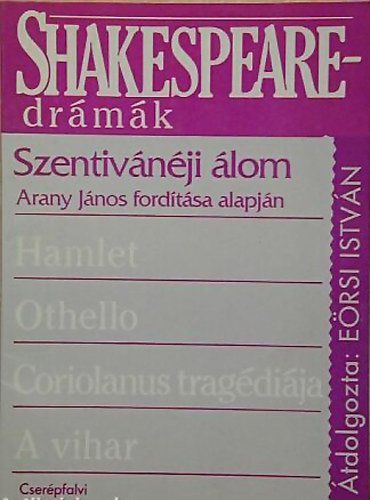 SHAKESPEARE-
drámák
Szentivánéji álom
Arany János fordítása alapján
Hamlet
Othello
Coriolanus tragédiája
A vihar
Cserépfalvi
Átdolgozta: EÖRSI ISTVÁN